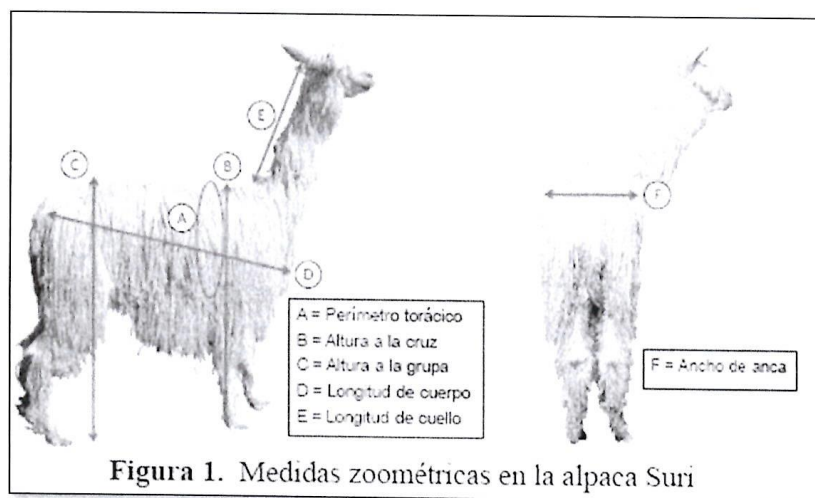 E
C
B
A
D
F
A = Perímetro torácico
B = Altura a la cruz
C = Altura a la grupa
D = Longitud de cuerpo
E = Longitud de cuello
F = Ancho de anca
Figura 1. Medidas zoométricas en la alpaca Suri